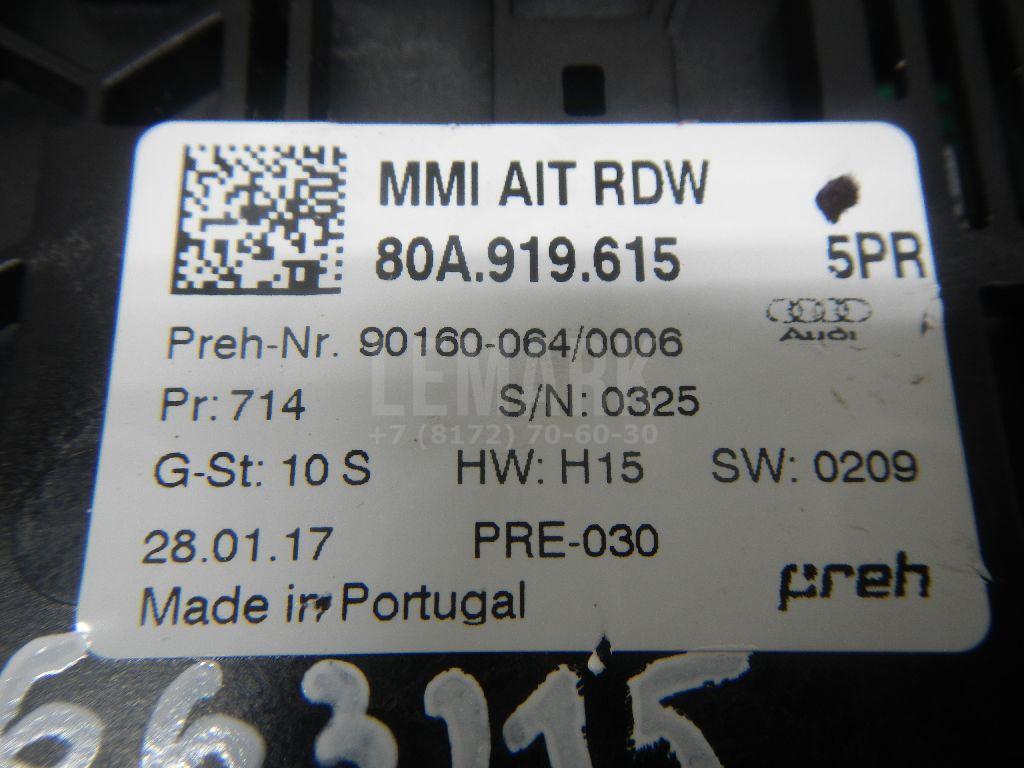 MMI AIT RDW
80A.919.615 5PR
Audi
Preh-Nr. 90160-064/0006
LEMARK
Pr: 714 S/N: 0325
+7 (8172) 70-60-30
G-St: 10 S HW: H15 SW: 0209
28.01.17 PRE-030
preh
Made in Portugal
663115